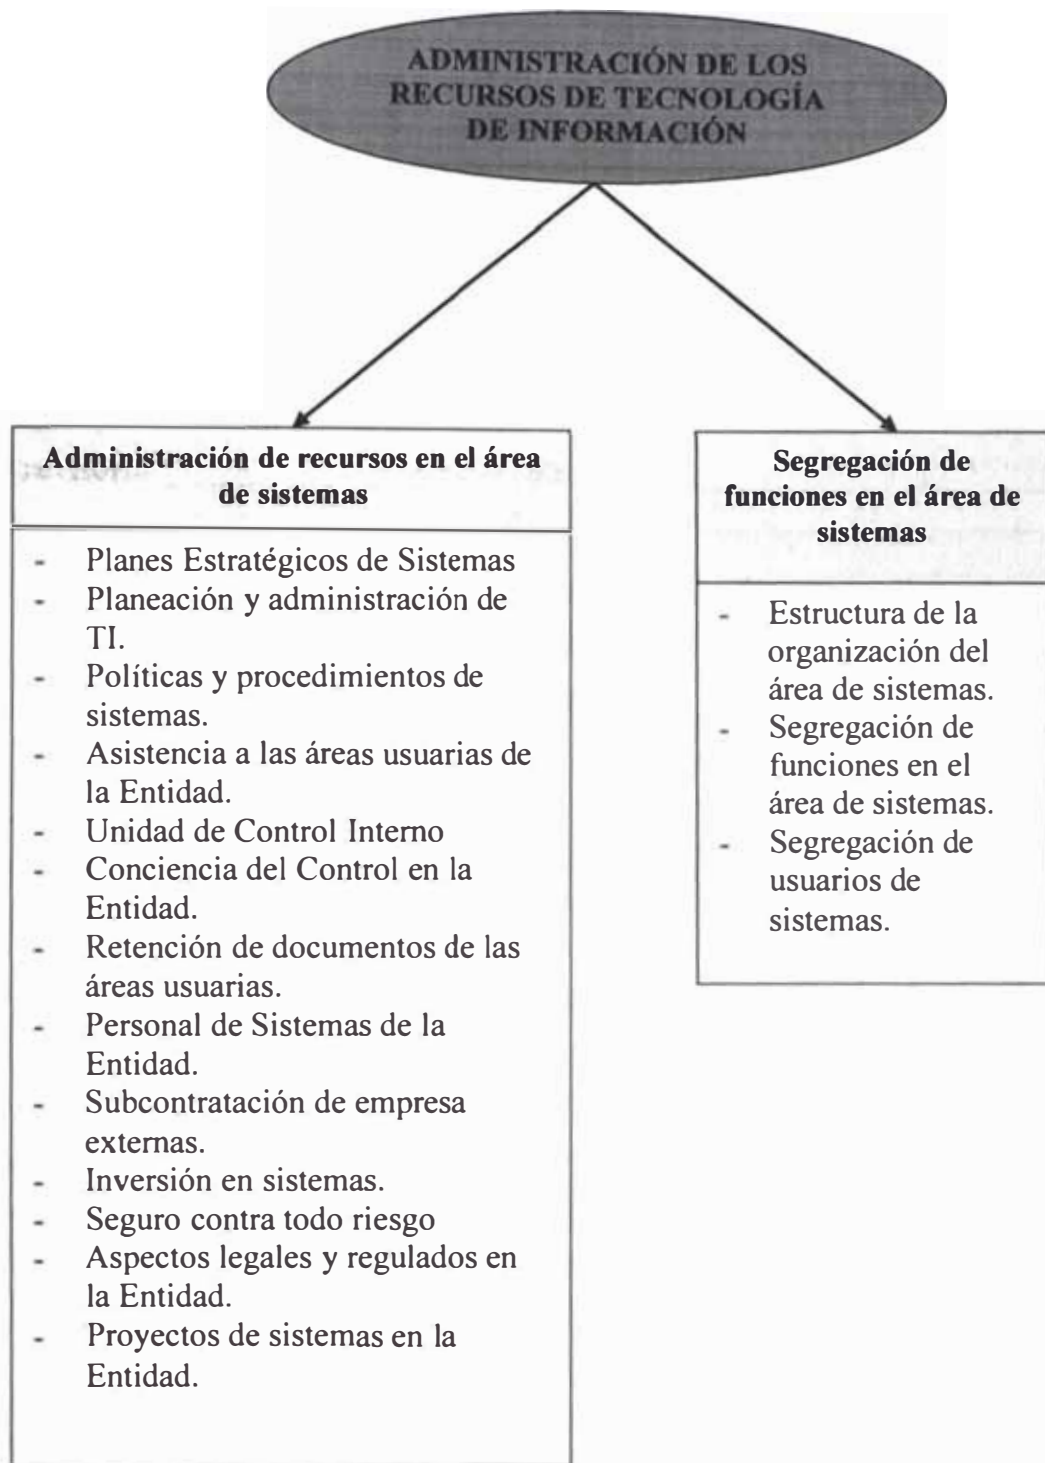 ADMINISTRACIÓN DE LOS
RECURSOS DE TECNOLOGÍA
DE INFORMACIÓN
Administración de recursos en el área
de sistemas
- Planes Estratégicos de Sistemas
- Planeación y administración de
TI.
- Políticas y procedimientos de
sistemas.
- Asistencia a las áreas usuarias de
la Entidad.
- Unidad de Control Interno
- Conciencia del Control en la
Entidad.
- Retención de documentos de las
áreas usuarias.
- Personal de Sistemas de la
Entidad.
- Subcontratación de empresa
externas.
- Inversión en sistemas.
- Seguro contra todo riesgo
- Aspectos legales y regulados en
la Entidad.
- Proyectos de sistemas en la
Entidad.
Segregación de
funciones en el área de
sistemas
- Estructura de la
organización del
área de sistemas.
- Segregación de
funciones en el
área de sistemas.
- Segregación de
usuarios de
sistemas.